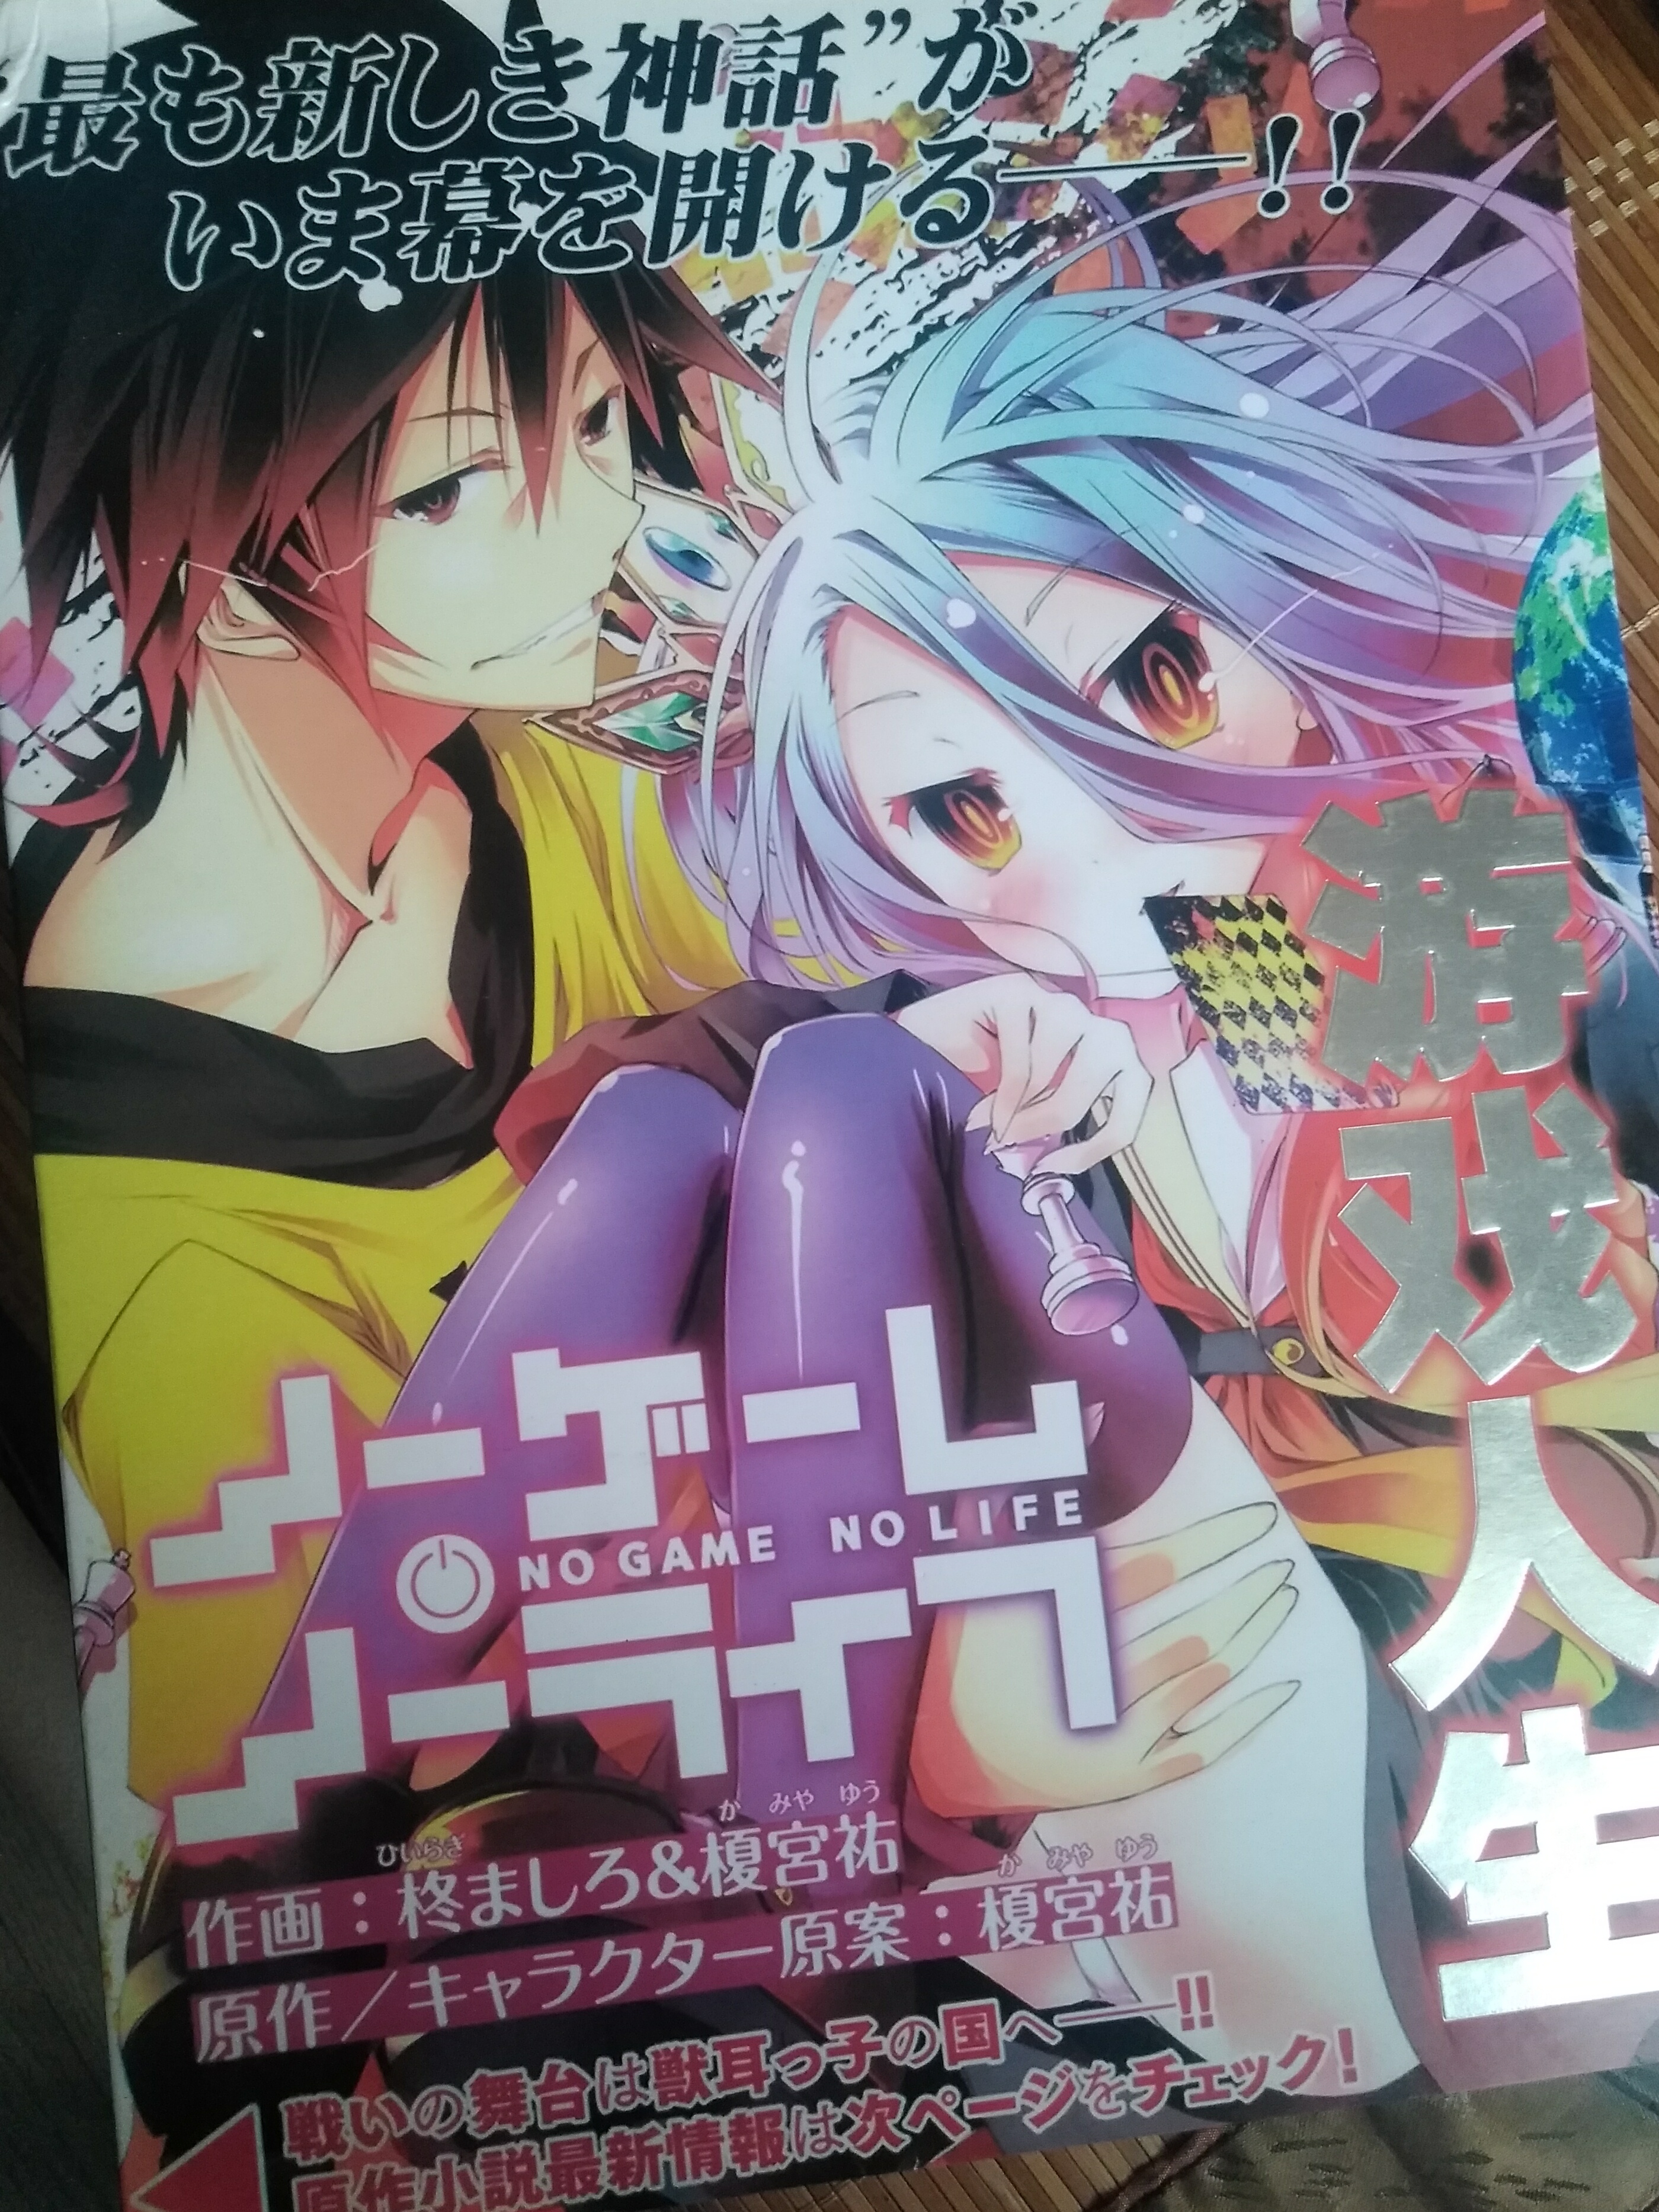 “最も新しき神話”が
いま幕を開ける——!!
游戏人生
ノーゲーム
NO GAME NO LIFE
ノーライフ
ひいらぎ か みや ゆう
作画：柊ましろ&榎宮祐
か みや ゆう
原作／キャラクター原案：榎宮祐
戦いの舞台は獣耳っ子の国へ——!!
原作小説最新情報は次ページをチェック!